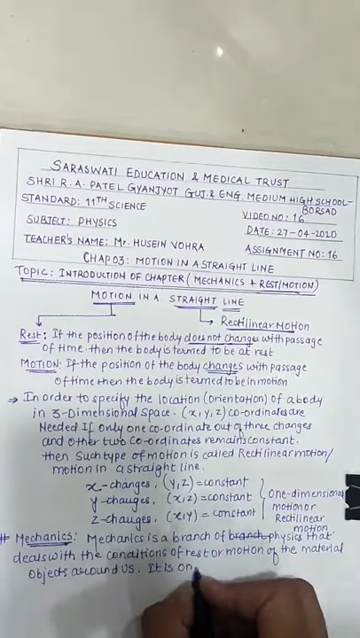 SARASWATI EDUCATION & MEDICAL TRUST
SHRI R.A. PATEL GYANJYOT GUJ & ENG. MEDIUM HIGH SCHOOL-
BORSAD
STANDARD: 11TH SCIENCE
VIDEO NO: 16
SUBJECT: PHYSICS
DATE: 27-04-2020
TEACHER'S NAME: Mr. HUSEIN VOHRA
ASSIGNMENT NO: 16
CHAP 03: MOTION IN A STRAIGHT LINE
TOPIC: INTRODUCTION OF CHAPTER (MECHANICS & REST/MOTION)
MOTION IN A STRAIGHT LINE
Rectilinear Motion
Rest: If the position of the body does not changes with passage
of time then the body is termed to be at rest
MOTION: If the position of the body changes with passage
of time then the body is termed to be in motion
→ In order to specify the location (orientation) of a body
in 3-Dimensional Space. (x,y,z) co-ordinates are
Needed If only one co-ordinate out of three changes
and other two co-ordinates remain constant.
then Such type of motion is called Rectilinear motion/
motion in a straight line.
x-changes, (y,z) = constant
y-changes, (x,z) = constant
z-changes, (x,y) = constant
One-dimensional
motion or
Rectilinear
motion
# Mechanics: Mechanics is a branch of branch physics that
deals with the conditions of rest or motion of the material
Objects around us. It is on